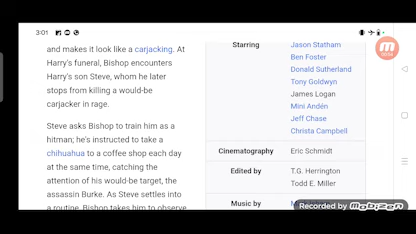 3:01
and makes it look like a carjacking. At
Harry's funeral, Bishop encounters
Harry's son Steve, whom he later
stops from killing a would-be
carjacker in rage.
Steve asks Bishop to train him as a
hitman; he's instructed to take a
chihuahua to a coffee shop each day
at the same time, catching the
attention of his would-be target, the
assassin Burke. As Steve settles into
a routine, Bishop takes him to observe
Starring
Jason Statham
Ben Foster
Donald Sutherland
Tony Goldwyn
James Logan
Mini Andén
Jeff Chase
Christa Campbell
Cinematography
Eric Schmidt
Edited by
T.G. Herrington
Todd E. Miller
Music by
Recorded by mobizen